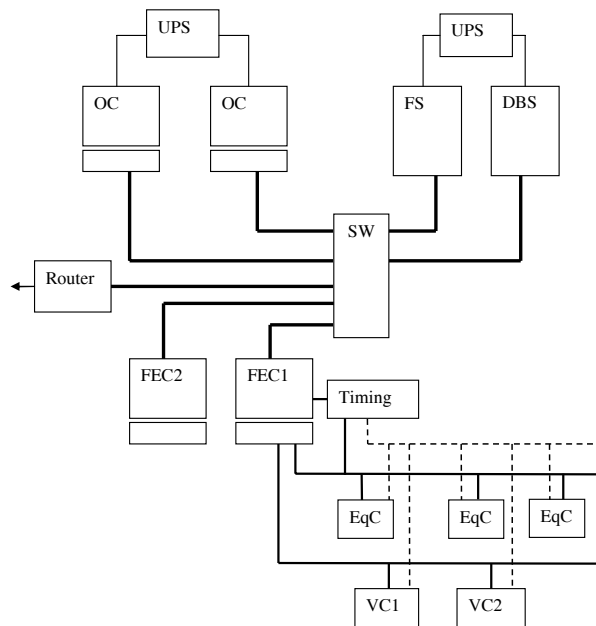 UPS
UPS
OC
OC
FS
DBS
SW
Router
FEC2
FEC1
Timing
EqC
EqC
EqC
VC1
VC2